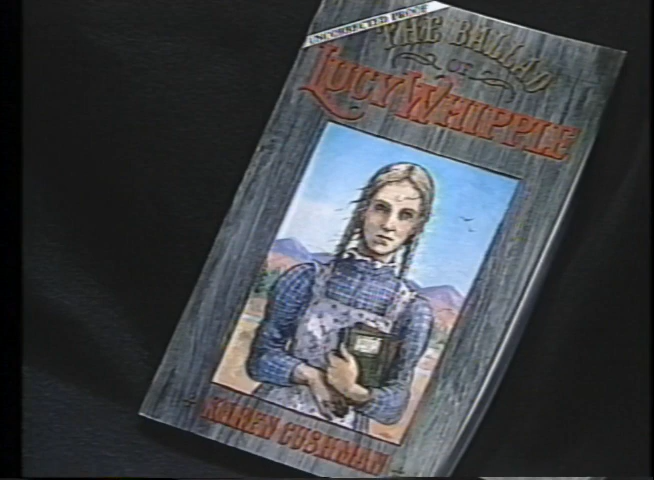 UNCORRECTED PROOF
THE BALLAD
OF
LUCY WHIPPLE
KAREN CUSHMAN